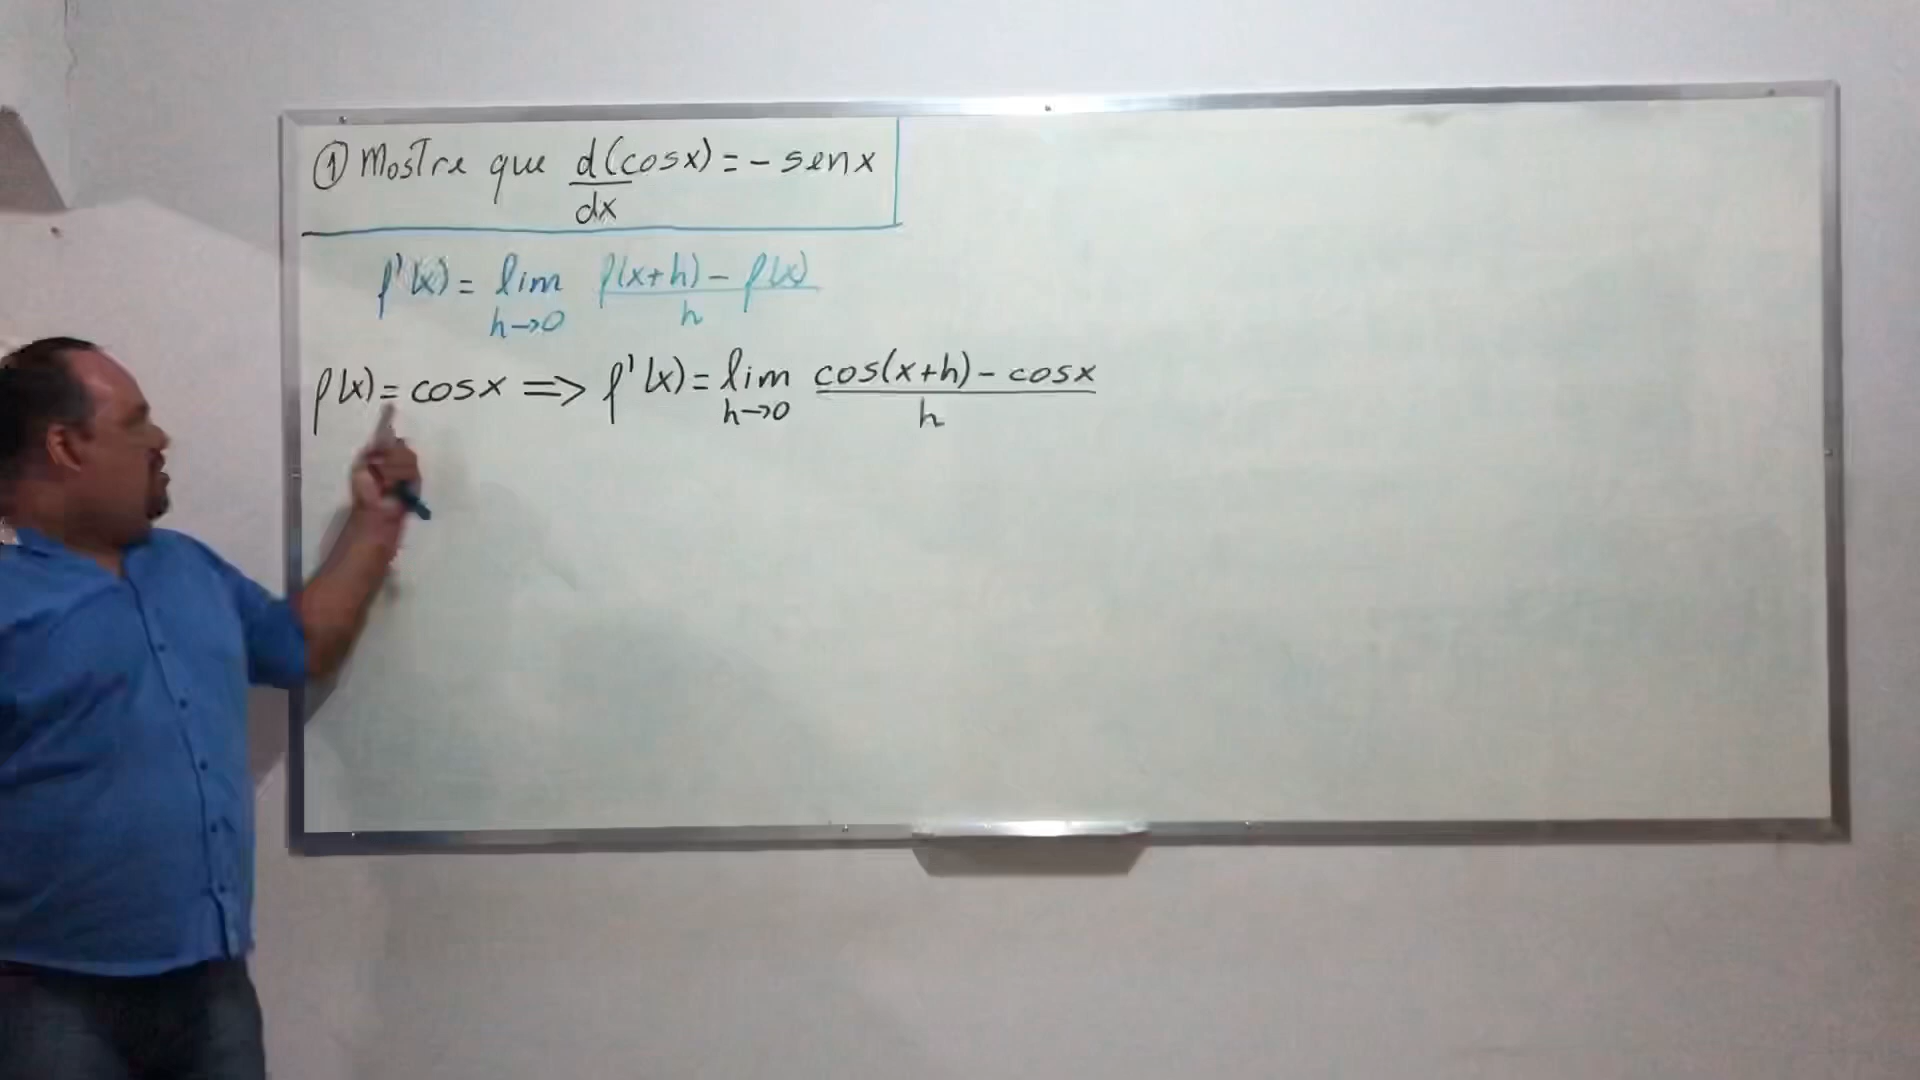 ① Mostre que d(cosx)/dx = - senx
f'(x) = lim h→0 f(x+h) - f(x) / h
f(x) = cosx => f'(x) = lim h→0 cos(x+h) - cosx / h